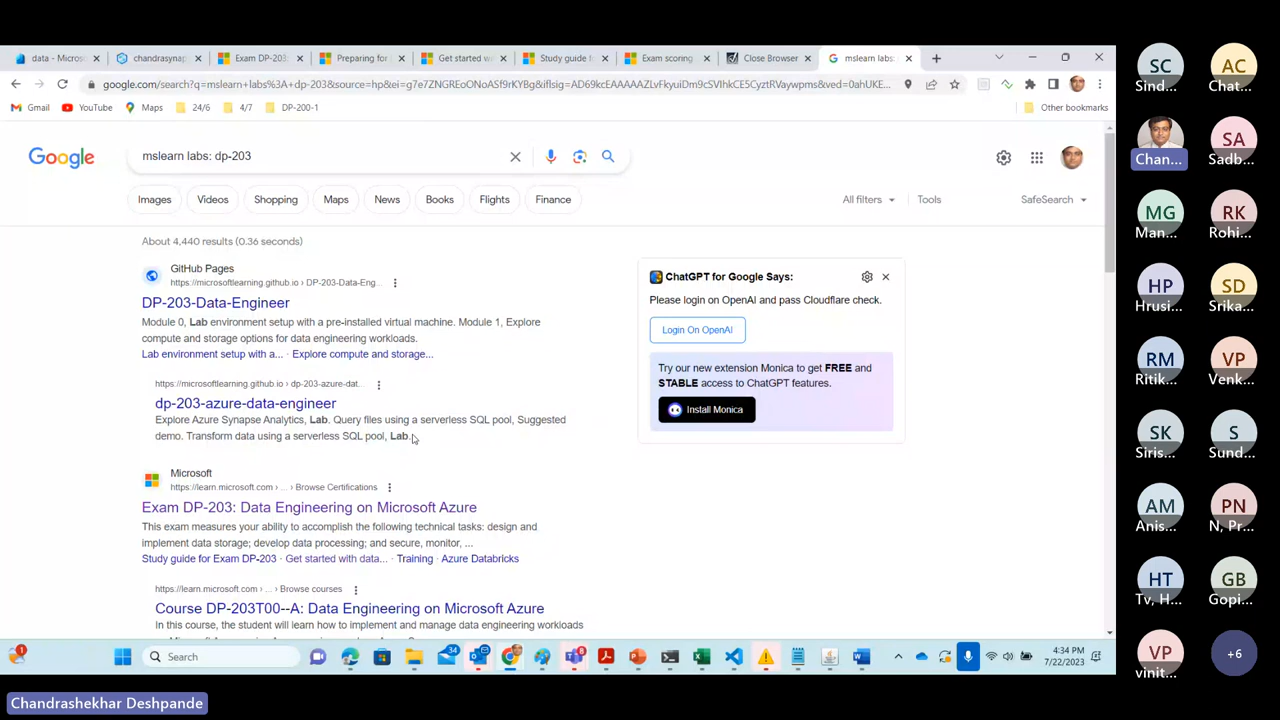 data - Micros
chandrasynap
Exam DP-203:
Preparing for
Get started w
Study guide f
Exam scoring
Close Browser
mslearn labs:
google.com/search?q=mslearn+labs%3A+dp-203&source=hp&ei=
Gmail
YouTube
Maps
24/6
4/7
DP-200-1
Other bookmarks
Google
mslearn labs: dp-203
Images
Videos
Shopping
Maps
News
Books
Flights
Finance
All filters
Tools
SafeSearch
About 4,440 results (0.36 seconds)
GitHub Pages
https://microsoftlearning.github.io › DP-203-Data-Eng...
DP-203-Data-Engineer
Module 0, Lab environment setup with a pre-installed virtual machine. Module 1, Explore
compute and storage options for data engineering workloads.
Lab environment setup with a... · Explore compute and storage...
https://microsoftlearning.github.io › dp-203-azure-dat...
dp-203-azure-data-engineer
Explore Azure Synapse Analytics, Lab. Query files using a serverless SQL pool, Suggested
demo. Transform data using a serverless SQL pool, Lab.
Microsoft
https://learn.microsoft.com › ... › Browse Certifications
Exam DP-203: Data Engineering on Microsoft Azure
This exam measures your ability to accomplish the following technical tasks: design and
implement data storage; develop data processing; and secure, monitor, ...
Study guide for Exam DP-203 · Get started with data... · Training · Azure Databricks
https://learn.microsoft.com › ... › Browse courses
Course DP-203T00--A: Data Engineering on Microsoft Azure
In this course, the student will learn how to implement and manage data engineering workloads
ChatGPT for Google Says:
Please login on OpenAI and pass Cloudflare check.
Login On OpenAI
Try our new extension Monica to get FREE and
STABLE access to ChatGPT features.
Install Monica
Search
34
8
1
4:34 PM
7/22/2023
SC
Sind...
AC
Chat...
Chan...
SA
Sadb...
MG
Man...
RK
Rohi...
HP
Hrusi...
SD
Srika...
RM
Ritik...
VP
Venk...
SK
Siris...
S
Sund...
AM
Anis...
PN
N, Pr...
HT
Tv, H...
GB
Gopi...
VP
vinit...
+6
Chandrashekhar Deshpande